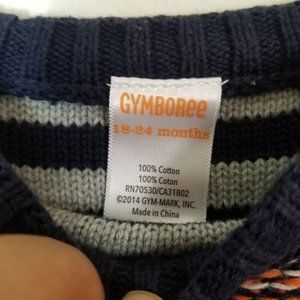 GYMBOREE
18-24 months
100% Cotton
100% Coton
RN70530/CA31802
©2014 GYM-MARK, INC.
Made in China